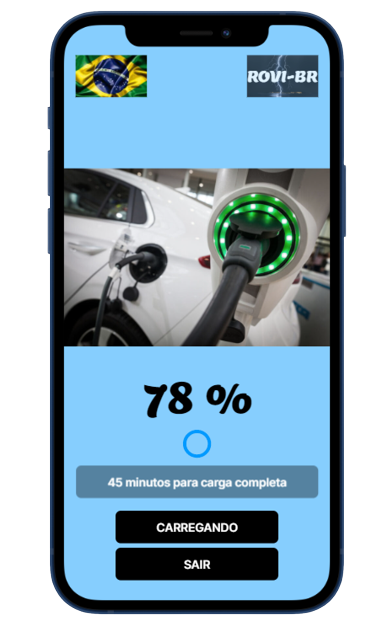 ROVI-BR
78 %
45 minutos para carga completa
CARREGANDO
SAIR